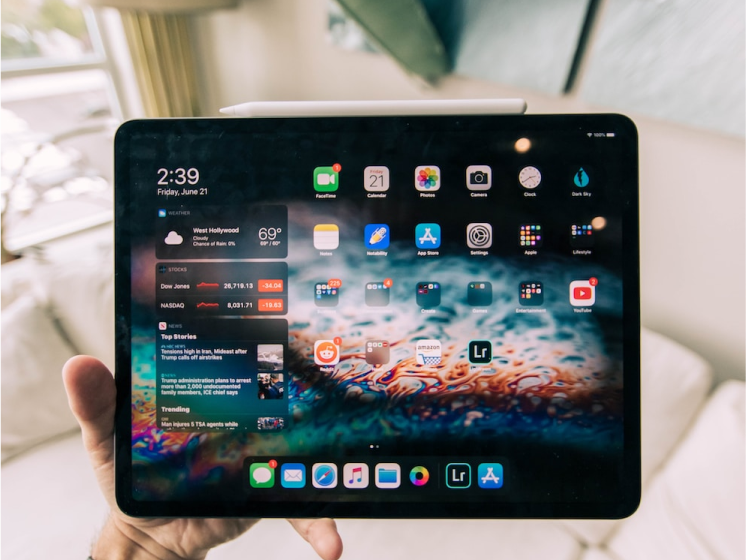 100%
2:39
Friday, June 21
WEATHER
West Hollywood
Cloudy
Chance of Rain: 0%
69°
STOCKS
Dow Jones
26,719.13
-34.04
NASDAQ
8,031.71
NEWS
Top Stories
Tensions high in Iran, Mideast after
Trump calls off airstrikes
Trump administration plans to arrest
more than 2,000 undocumented
family members, ICE chief says
Trending
Man injures 5 TSA agents while
FaceTime
Calendar
Photos
Camera
Clock
Dark Sky
Friday
21
Notes
Notability
App Store
Settings
Apple
Lifestyle
Entertainment
YouTube
2
amazon
Lr
Lr